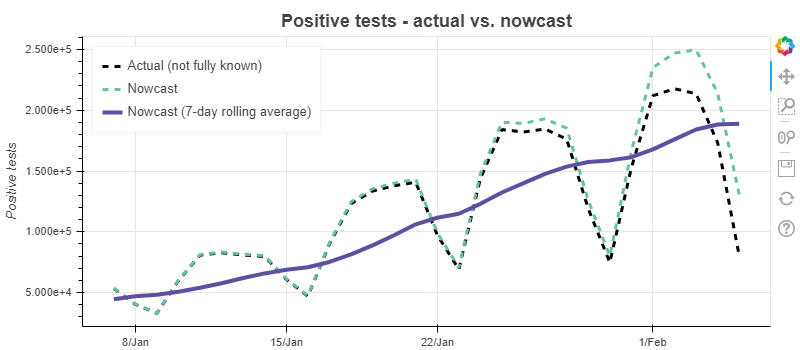 Positive tests - actual vs. nowcast
2.500e+5
2.000e+5
1.500e+5
1.000e+5
5.000e+4
Positive tests
Actual (not fully known)
Nowcast
Nowcast (7-day rolling average)
8/Jan
15/Jan
22/Jan
1/Feb